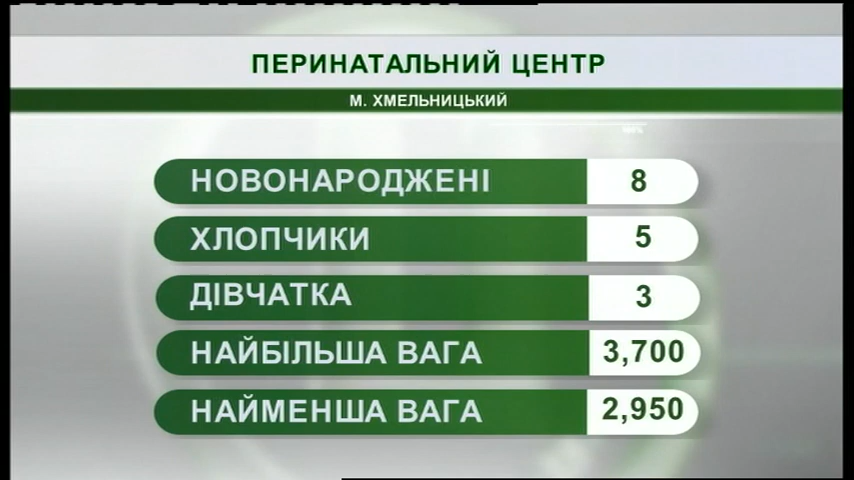 ПЕРИНАТАЛЬНИЙ ЦЕНТР
М. ХМЕЛЬНИЦЬКИЙ
НОВОНАРОДЖЕНІ 8
ХЛОПЧИКИ 5
ДІВЧАТКА 3
НАЙБІЛЬША ВАГА 3,700
НАЙМЕНША ВАГА 2,950